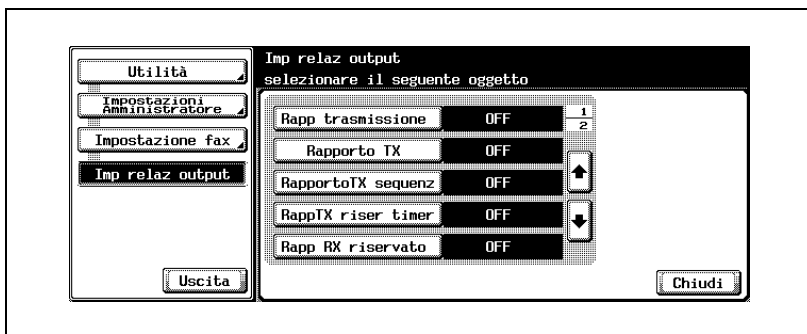 Utilità
Impostazioni
Amministratore
Impostazione fax
Imp relaz output
Uscita
Imp relaz output
selezionare il seguente oggetto
Rapp trasmissione OFF
Rapporto TX OFF
RapportoTX sequenz OFF
RappTX riser timer OFF
Rapp RX riservato OFF
1
2
Chiudi